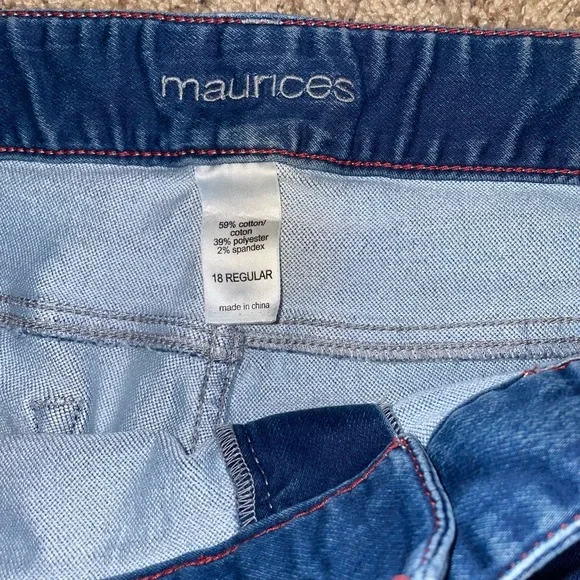 maurices
59% cotton/
coton
39% polyester
2% spandex
18 REGULAR
made in china